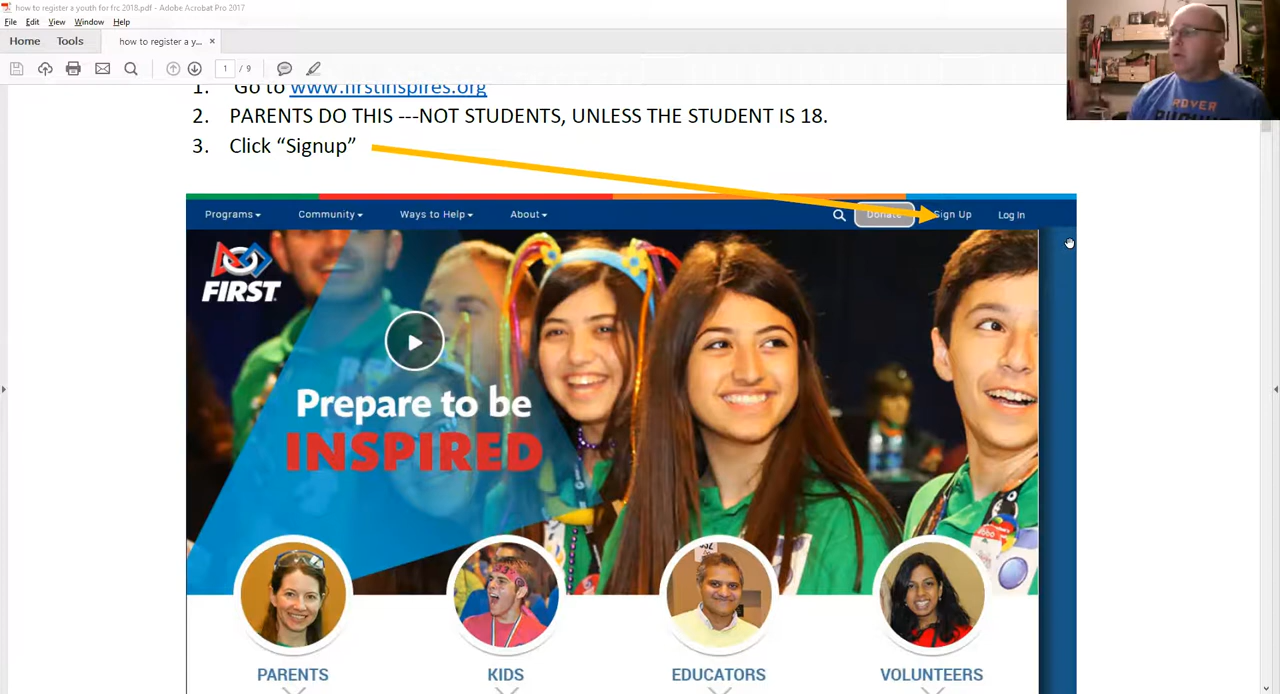 how to register a youth for frc 2018.pdf - Adobe Acrobat Pro 2017
File Edit View Window Help
Home Tools how to register a y... ×
1 / 9
ROVER
1. Go to www.firstinspires.org
2. PARENTS DO THIS ---NOT STUDENTS, UNLESS THE STUDENT IS 18.
3. Click “Signup”
Programs Community Ways to Help About Donate Sign Up Log In
FIRST
Prepare to be
INSPIRED
PARENTS KIDS EDUCATORS VOLUNTEERS